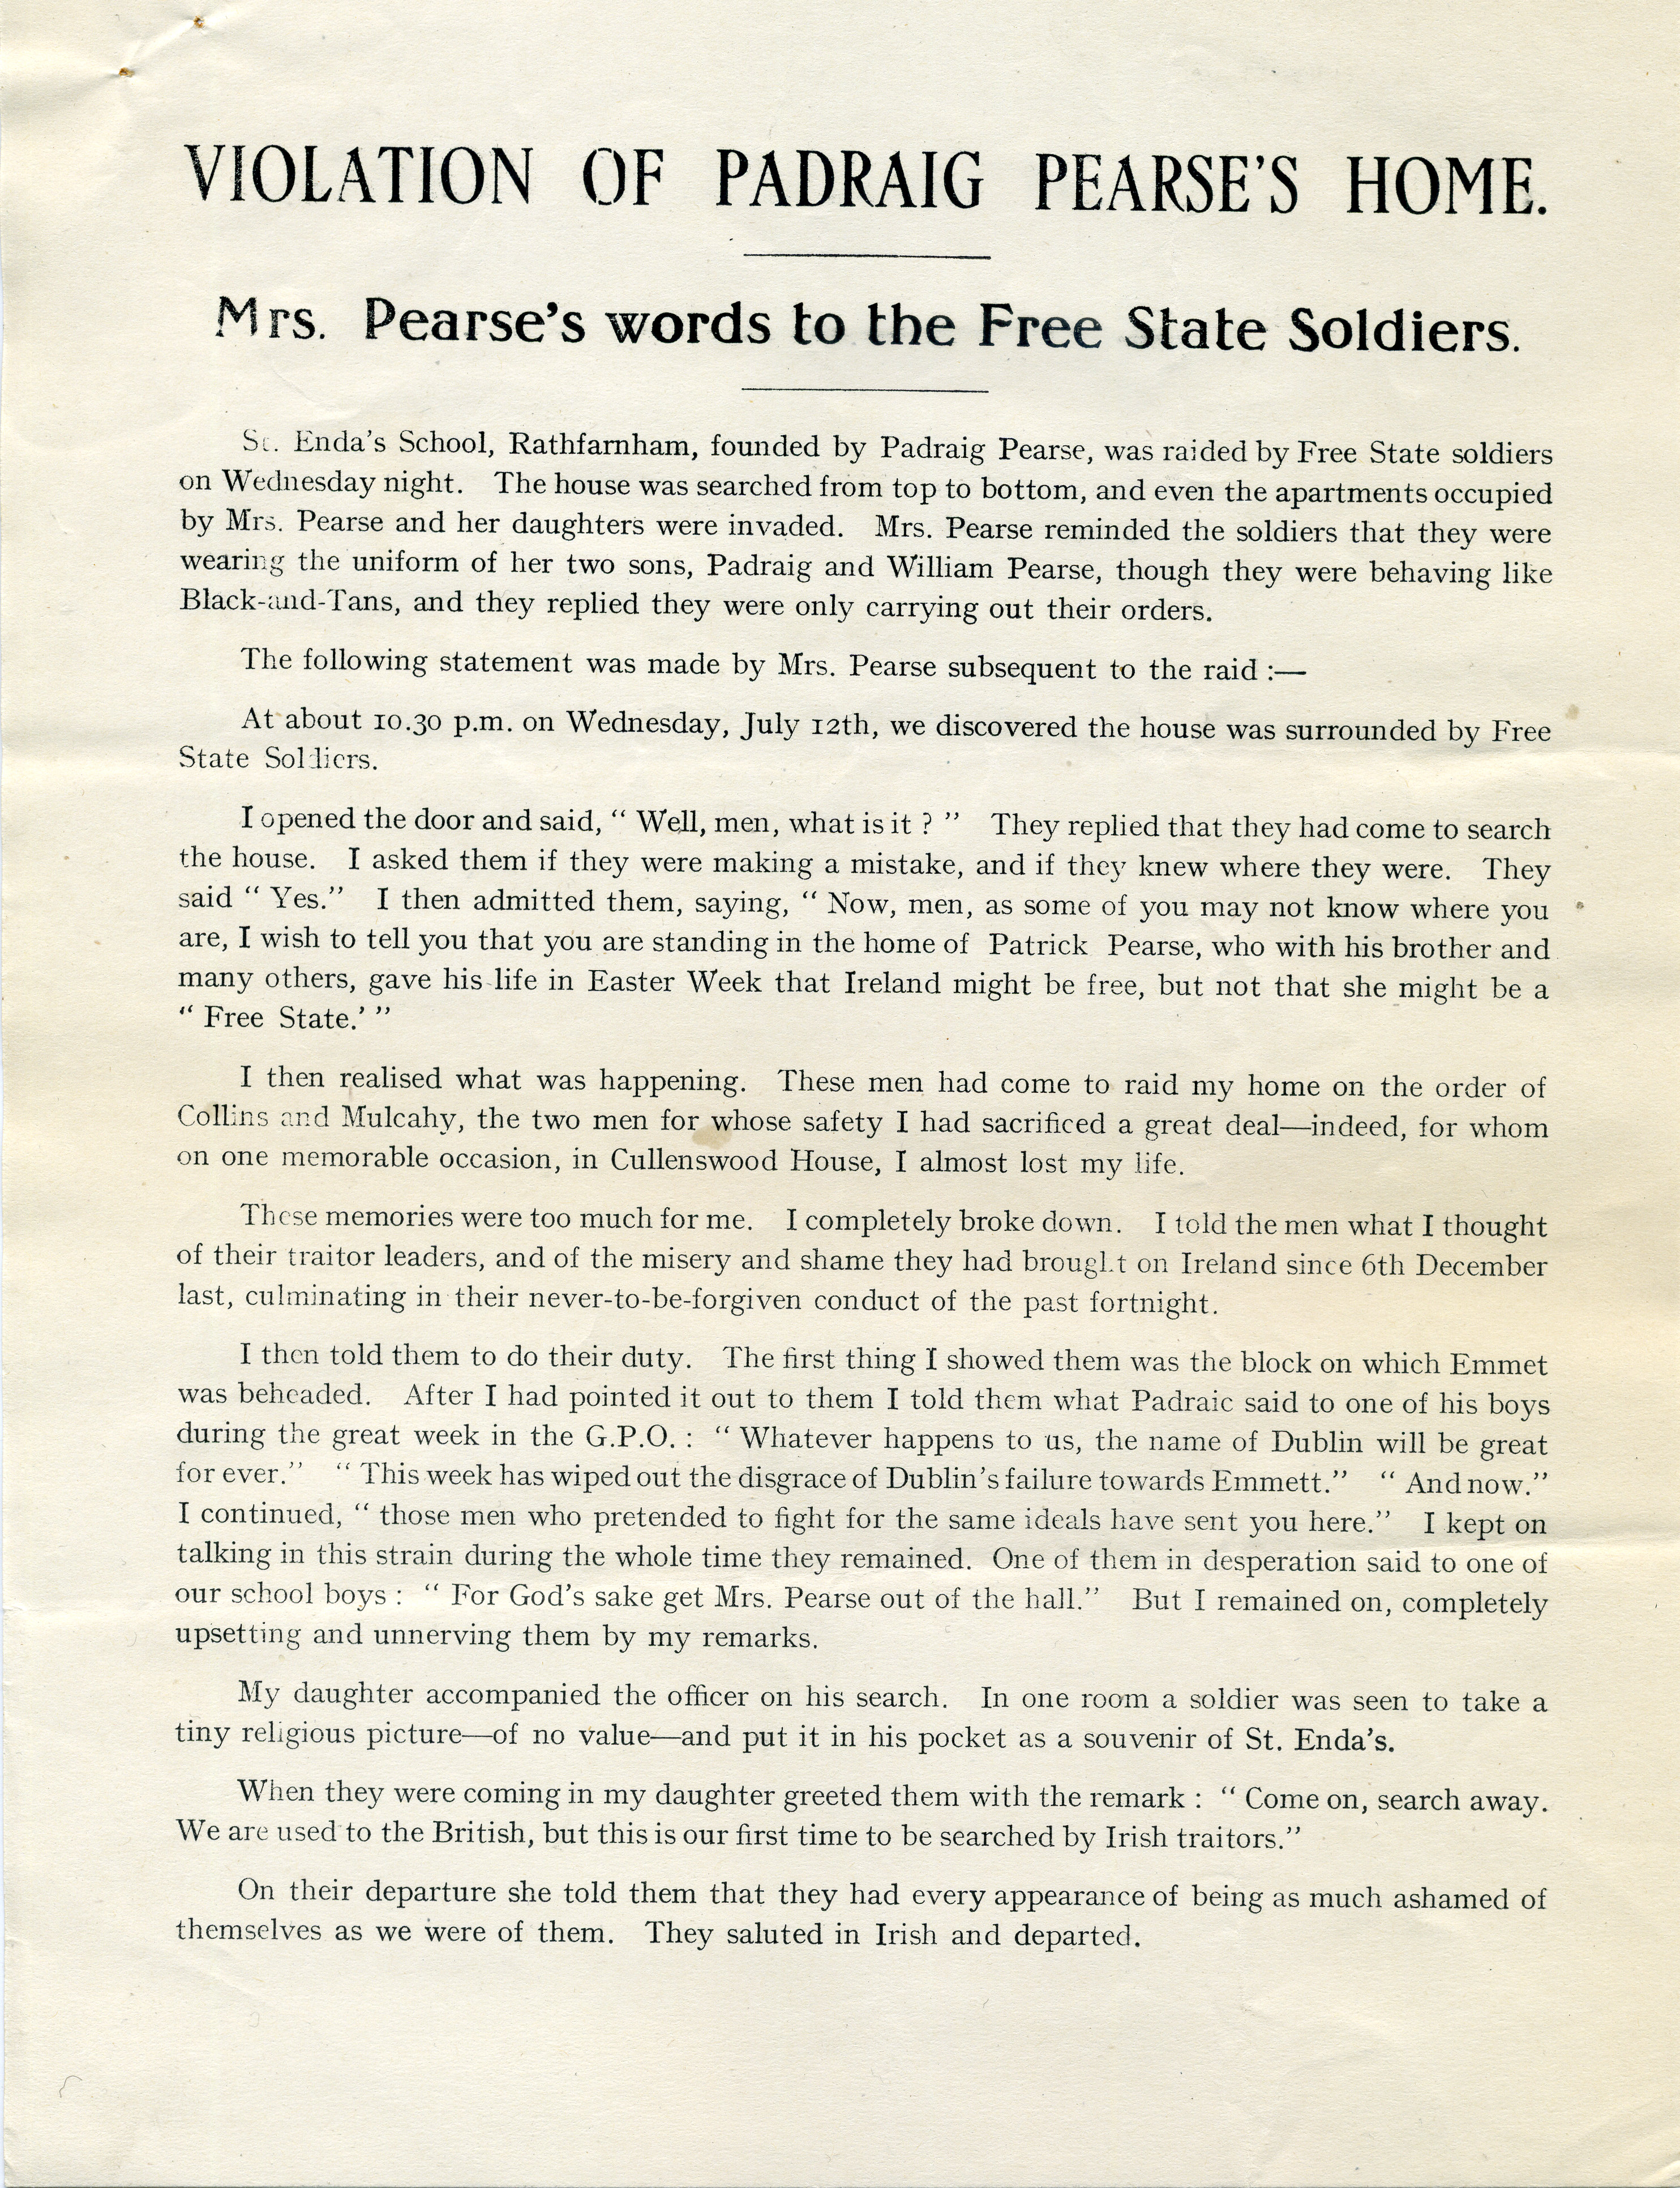 VIOLATION OF PADRAIG PEARSE'S HOME.
Mrs. Pearse's words to the Free State Soldiers.
St. Enda's School, Rathfarnham, founded by Padraig Pearse, was raided by Free State soldiers
on Wednesday night. The house was searched from top to bottom, and even the apartments occupied
by Mrs. Pearse and her daughters were invaded. Mrs. Pearse reminded the soldiers that they were
wearing the uniform of her two sons, Padraig and William Pearse, though they were behaving like
Black-and-Tans, and they replied they were only carrying out their orders.
The following statement was made by Mrs. Pearse subsequent to the raid :—
At about 10.30 p.m. on Wednesday, July 12th, we discovered the house was surrounded by Free
State Soldiers.
I opened the door and said, “ Well, men, what is it ? ” They replied that they had come to search
the house. I asked them if they were making a mistake, and if they knew where they were. They
said “ Yes.” I then admitted them, saying, “ Now, men, as some of you may not know where you
are, I wish to tell you that you are standing in the home of Patrick Pearse, who with his brother and
many others, gave his life in Easter Week that Ireland might be free, but not that she might be a
“ Free State.’ ”
I then realised what was happening. These men had come to raid my home on the order of
Collins and Mulcahy, the two men for whose safety I had sacrificed a great deal—indeed, for whom
on one memorable occasion, in Cullenswood House, I almost lost my life.
These memories were too much for me. I completely broke down. I told the men what I thought
of their traitor leaders, and of the misery and shame they had brought on Ireland since 6th December
last, culminating in their never-to-be-forgiven conduct of the past fortnight.
I then told them to do their duty. The first thing I showed them was the block on which Emmet
was beheaded. After I had pointed it out to them I told them what Padraic said to one of his boys
during the great week in the G.P.O. : “ Whatever happens to us, the name of Dublin will be great
for ever.” “ This week has wiped out the disgrace of Dublin's failure towards Emmett.” “ And now.”
I continued, “ those men who pretended to fight for the same ideals have sent you here.” I kept on
talking in this strain during the whole time they remained. One of them in desperation said to one of
our school boys : “ For God's sake get Mrs. Pearse out of the hall.” But I remained on, completely
upsetting and unnerving them by my remarks.
My daughter accompanied the officer on his search. In one room a soldier was seen to take a
tiny religious picture—of no value—and put it in his pocket as a souvenir of St. Enda's.
When they were coming in my daughter greeted them with the remark : “ Come on, search away.
We are used to the British, but this is our first time to be searched by Irish traitors.”
On their departure she told them that they had every appearance of being as much ashamed of
themselves as we were of them. They saluted in Irish and departed.